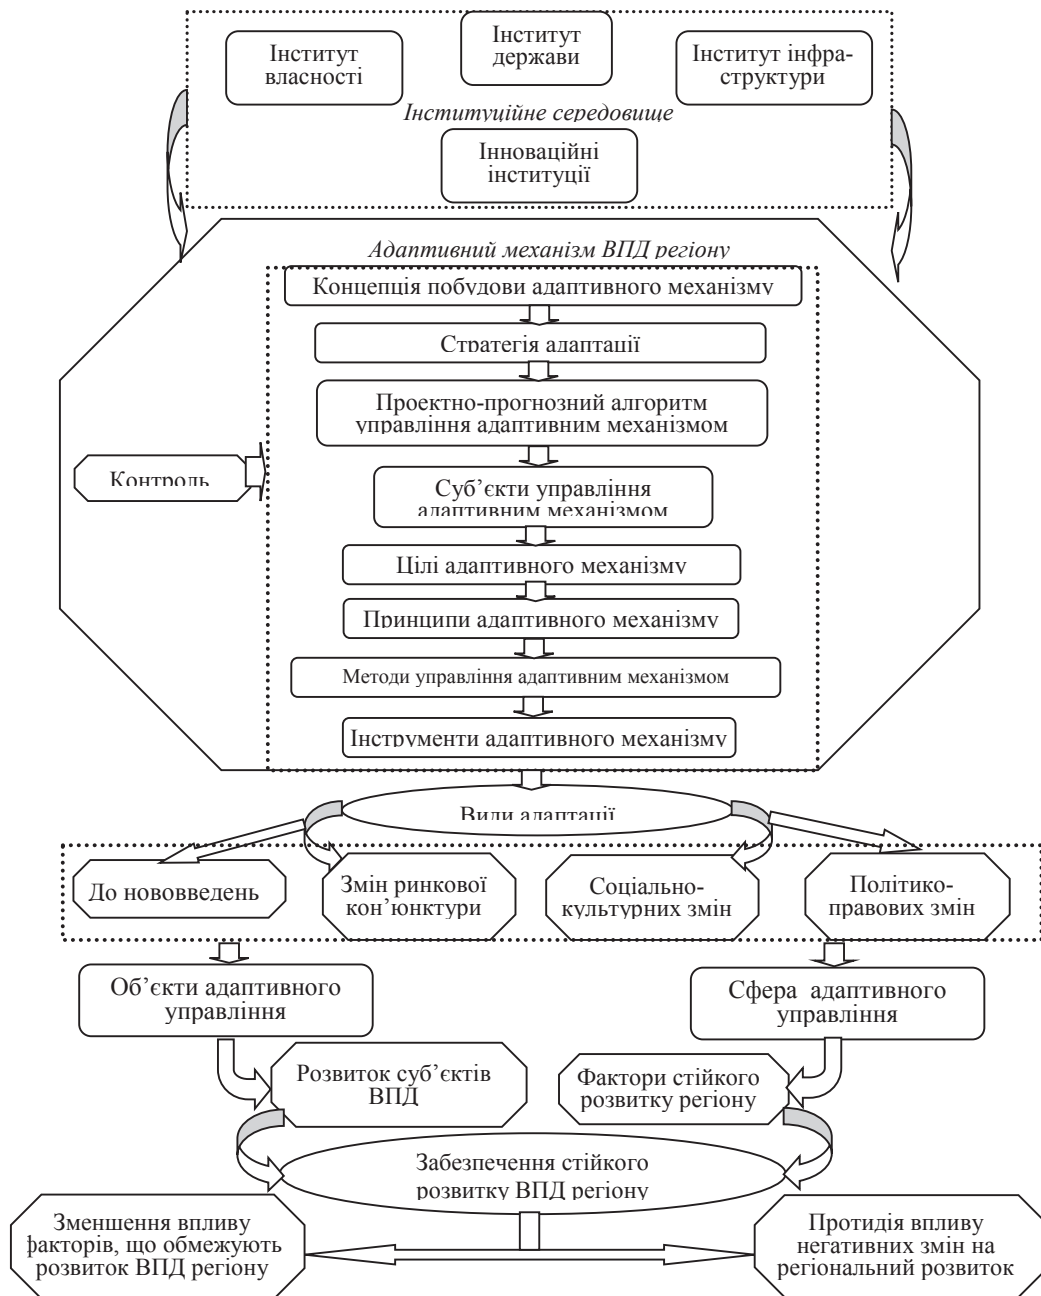 Інститут
власності
Інститут
держави
Інститут інфра-
структури
Інституційне середовище
Інноваційні
інституції
Адаптивний механізм ВПД регіону
Концепція побудови адаптивного механізму
Стратегія адаптації
Проектно-прогнозний алгоритм
управління адаптивним механізмом
Контроль
Суб’єкти управління
адаптивним механізмом
Цілі адаптивного механізму
Принципи адаптивного механізму
Методи управління адаптивним механізмом
Інструменти адаптивного механізму
Види адаптації
До нововведень
Змін ринкової
кон’юнктури
Соціально-
культурних змін
Політико-
правових змін
Об’єкти адаптивного
управління
Сфера адаптивного
управління
Розвиток суб’єктів
ВПД
Фактори стійкого
розвитку регіону
Забезпечення стійкого
розвитку ВПД регіону
Зменшення впливу
факторів, що обмежують
розвиток ВПД регіону
Протидія впливу
негативних змін на
регіональний розвиток